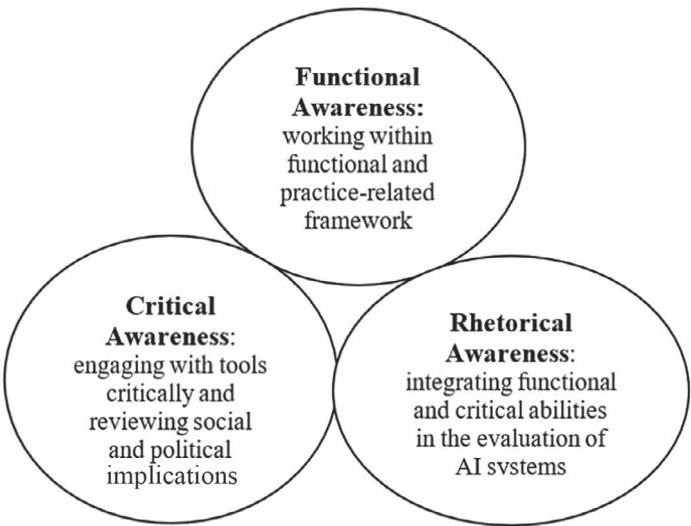 Functional
Awareness:
working within
functional and
practice-related
framework
Critical
Awareness:
engaging with tools
critically and
reviewing social
and political
implications
Rhetorical
Awareness:
integrating functional
and critical abilities
in the evaluation of
AI systems